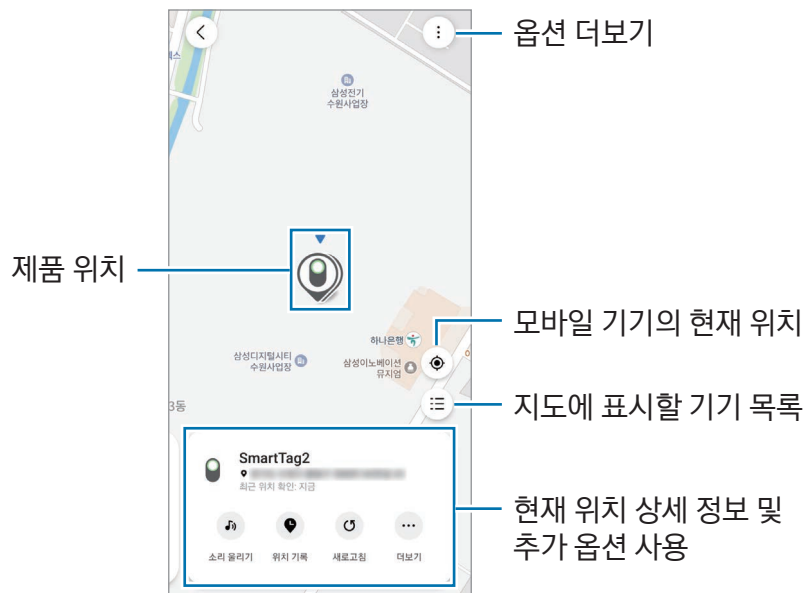 옵션 더보기
삼성전기
수원사업장
제품 위치
모바일 기기의 현재 위치
하나은행
삼성디지털시티
수원사업장
삼성이노베이션
뮤지엄
지도에 표시할 기기 목록
3동
SmartTag2
최근 위치 확인: 지금
현재 위치 상세 정보 및
추가 옵션 사용
소리 울리기
위치 기록
새로고침
더보기